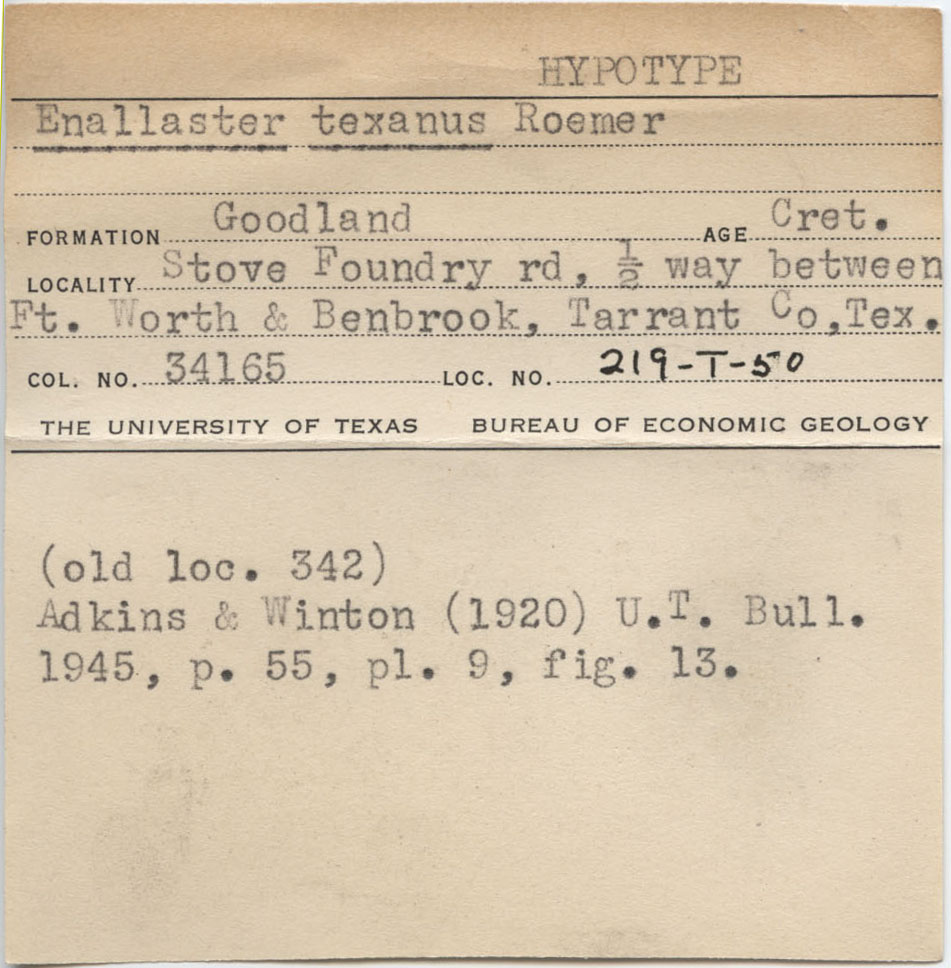 HYPOTYPE
Enallaster texanus Roemer
FORMATION Goodland AGE Cret.
LOCALITY Stove Foundry rd, ½ way between
Ft. Worth & Benbrook, Tarrant Co,Tex.
COL. NO. 34165 LOC. NO. 219-T-50
THE UNIVERSITY OF TEXAS BUREAU OF ECONOMIC GEOLOGY
(old loc. 342)
Adkins & Winton (1920) U.T. Bull.
1945, p. 55, pl. 9, fig. 13.